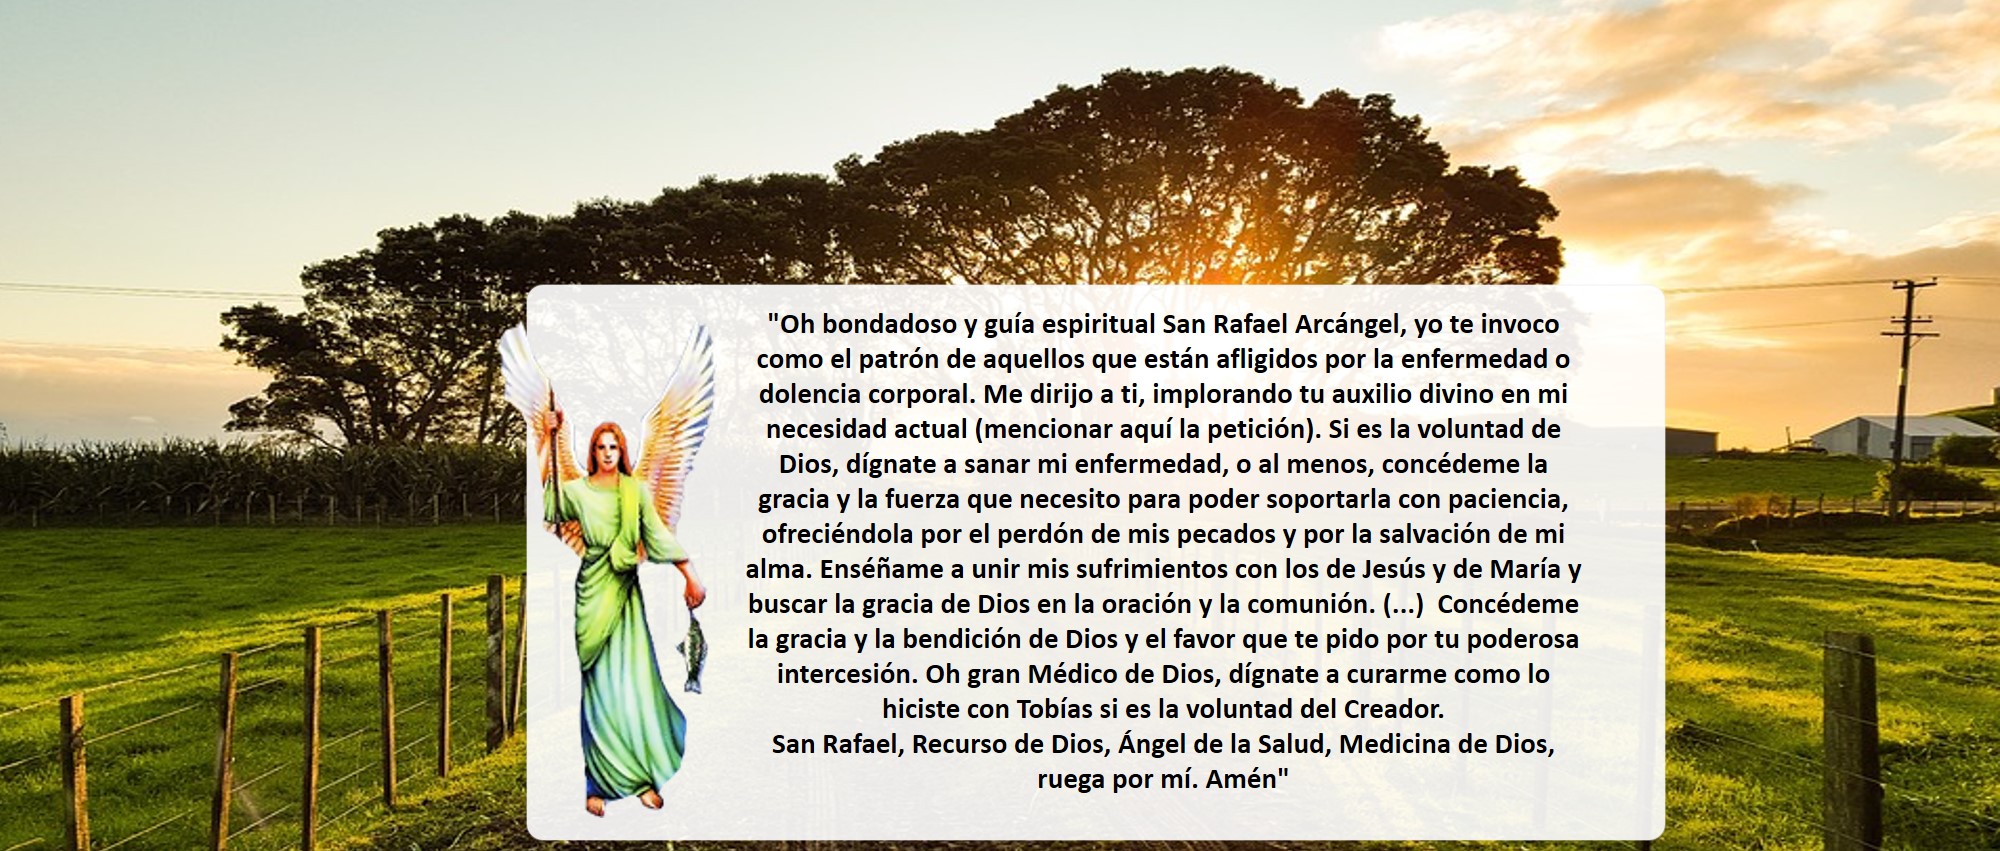 "Oh bondadoso y guía espiritual San Rafael Arcángel, yo te invoco
como el patrón de aquellos que están afligidos por la enfermedad o
dolencia corporal. Me dirijo a ti, implorando tu auxilio divino en mi
necesidad actual (mencionar aquí la petición). Si es la voluntad de
Dios, dígnate a sanar mi enfermedad, o al menos, concédeme la
gracia y la fuerza que necesito para poder soportarla con paciencia,
ofreciéndola por el perdón de mis pecados y por la salvación de mi
alma. Enséñame a unir mis sufrimientos con los de Jesús y de María y
buscar la gracia de Dios en la oración y la comunión. (...)  Concédeme
la gracia y la bendición de Dios y el favor que te pido por tu poderosa
intercesión. Oh gran Médico de Dios, dígnate a curarme como lo
hiciste con Tobías si es la voluntad del Creador.
San Rafael, Recurso de Dios, Ángel de la Salud, Medicina de Dios,
ruega por mí. Amén"